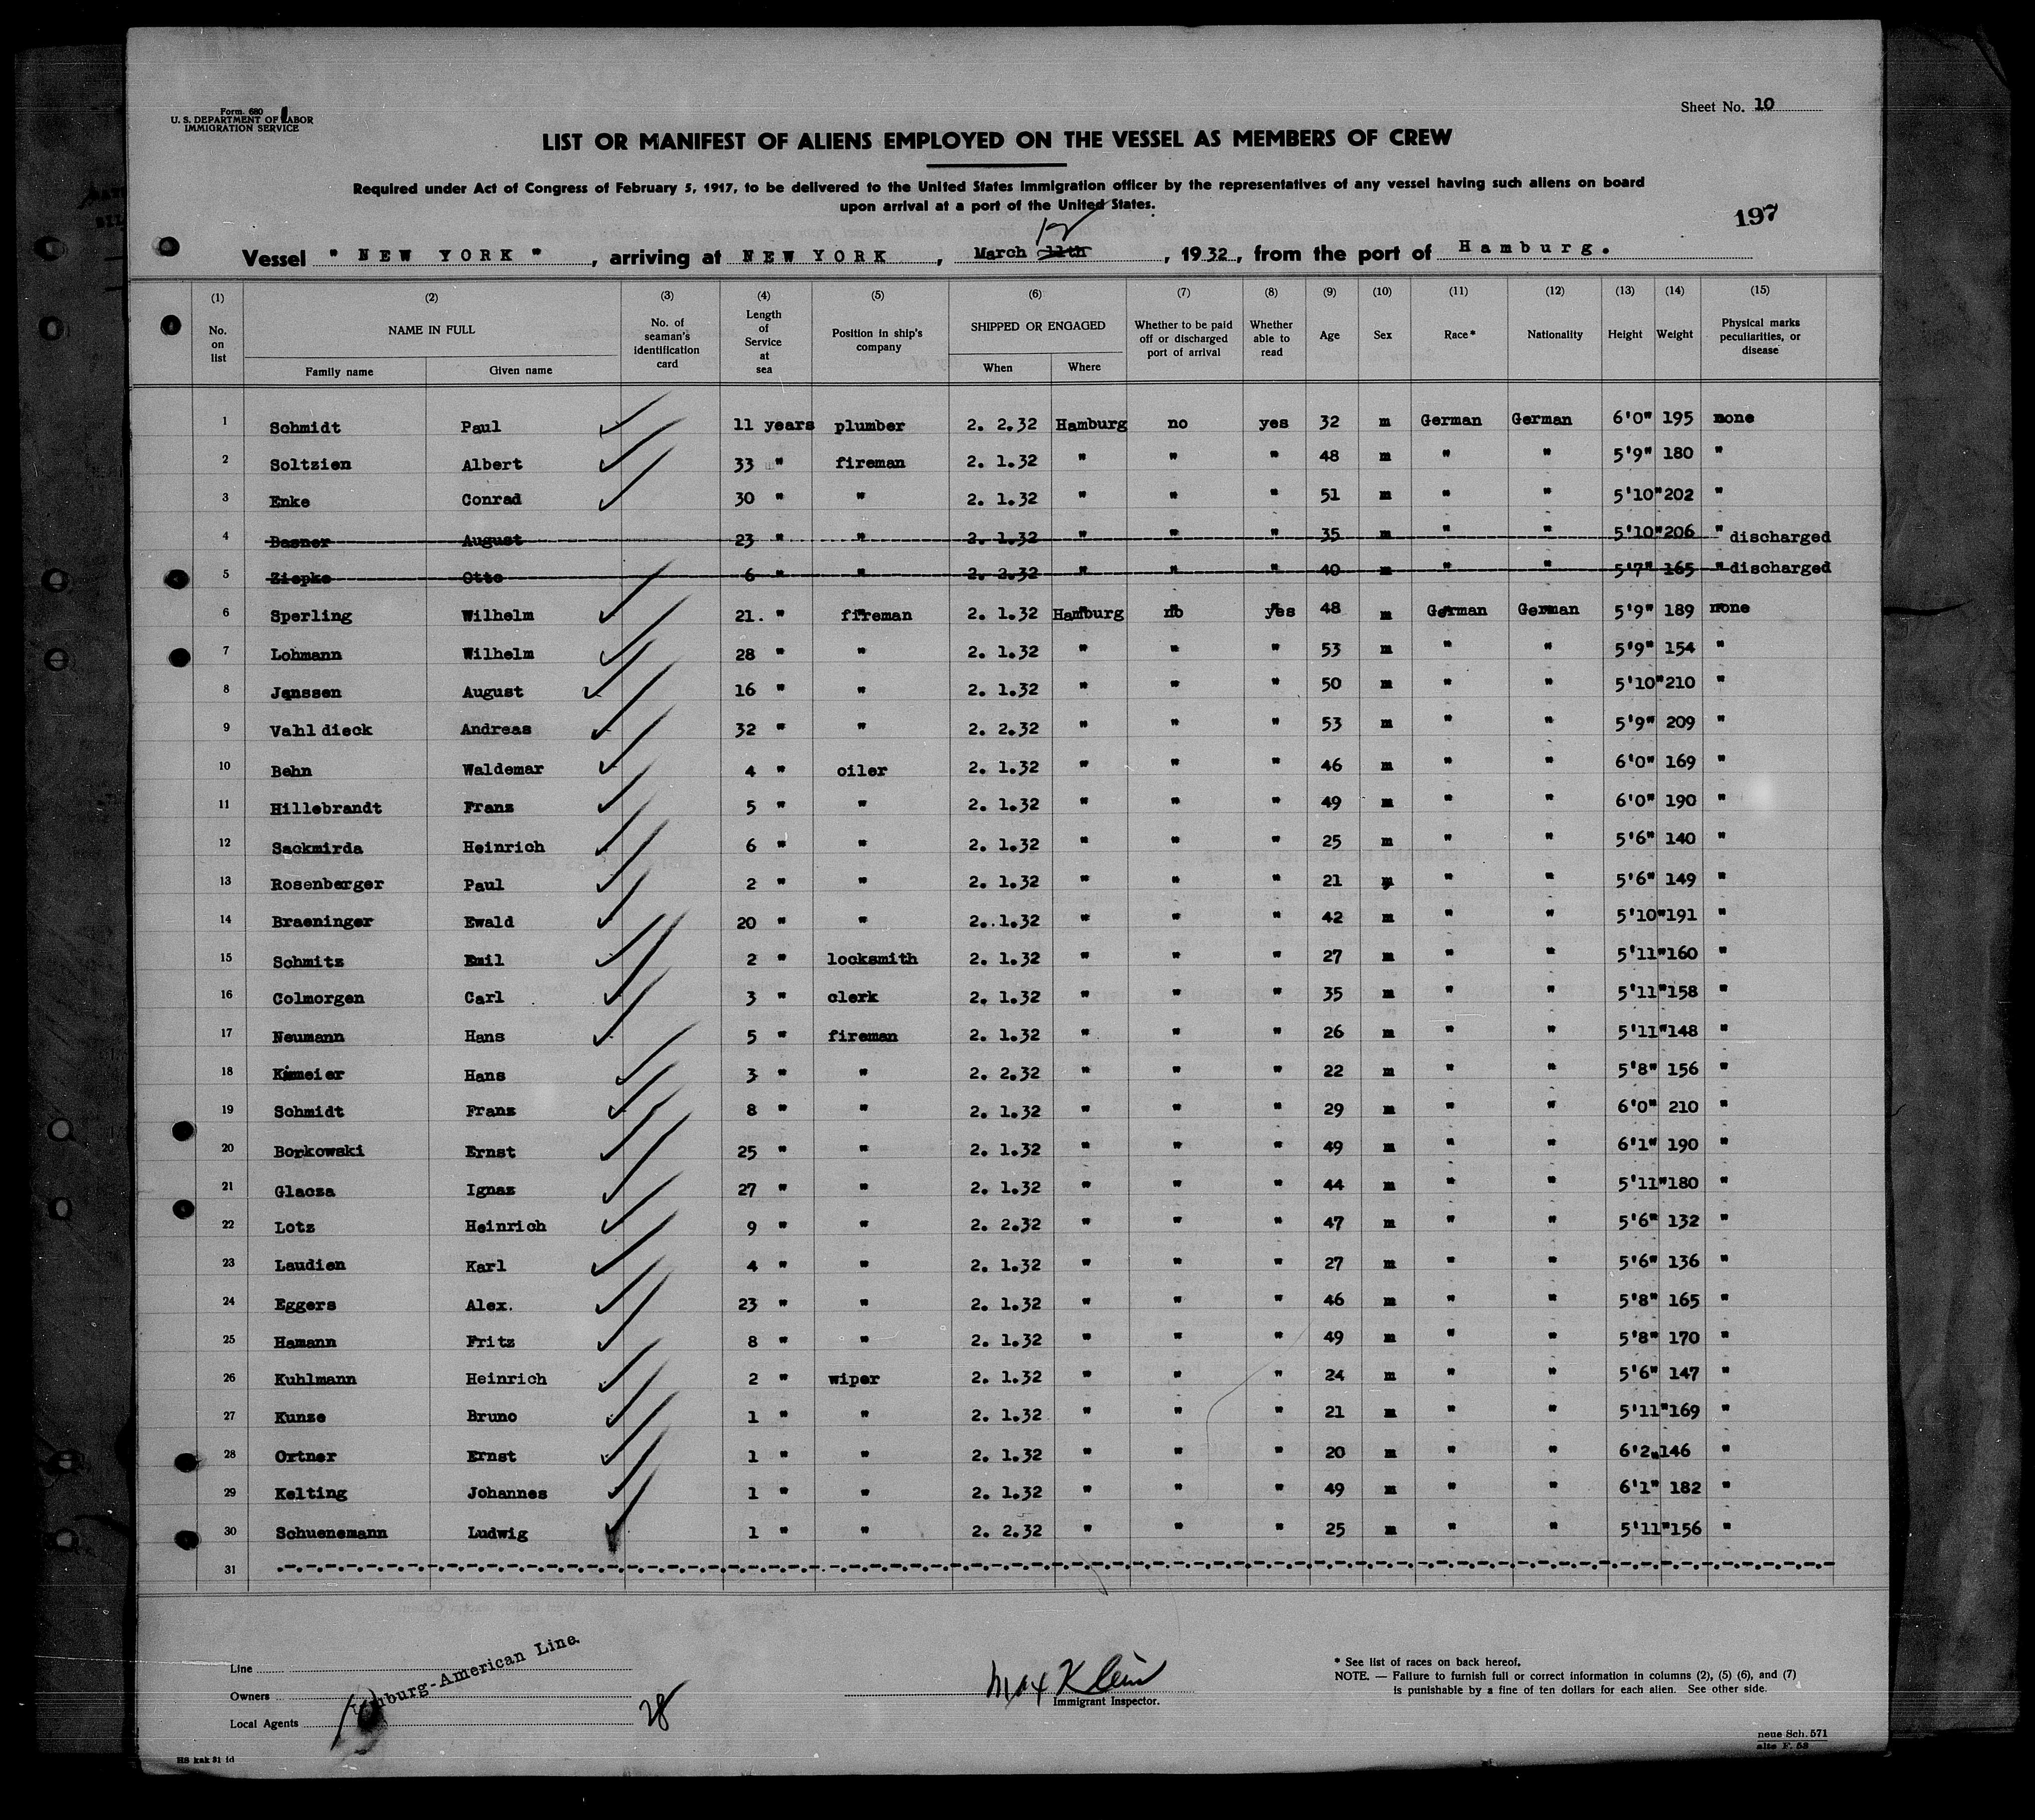 Form. 680
U. S. DEPARTMENT OF LABOR
IMMIGRATION SERVICE
Sheet No. 10
LIST OR MANIFEST OF ALIENS EMPLOYED ON THE VESSEL AS MEMBERS OF CREW
Required under Act of Congress of February 5, 1917, to be delivered to the United States Immigration officer by the representatives of any vessel having such aliens on board
upon arrival at a port of the United States.
197
12
Vessel " NEW YORK ", arriving at NEW YORK, March 11th, 1932, from the port of Hamburg.
(1) (2) (3) (4) (5) (6) (7) (8) (9) (10) (11) (12) (13) (14) (15)
No. on list NAME IN FULL Family name Given name No. of seaman's identification card Length of Service at sea Position in ship's company SHIPPED OR ENGAGED When Where Whether to be paid off or discharged port of arrival Whether able to read Age Sex Race* Nationality Height Weight Physical marks peculiarities, or disease
1 Schmidt Paul 11 years plumber 2. 2.32 Hamburg no yes 32 m German German 6'0" 195 none
2 Soltzien Albert 33 " fireman 2. 1.32 " " " 48 m " " 5'9" 180 "
3 Enke Conrad 30 " " 2. 1.32 " " " 51 m " " 5'10" 202 "
4 Basner August 23 " " 2. 1.32 " " " 35 m " " 5'10" 206 " discharged
5 Ziepke Otto 6 " " 2. 2.32 " " " 40 m " " 5'7" 165 " discharged
6 Sperling Wilhelm 21. " fireman 2. 1.32 Hamburg no yes 48 m German German 5'9" 189 none
7 Lohmann Wilhelm 28 " " 2. 1.32 " " " 53 m " " 5'9" 154 "
8 Janssen August 16 " " 2. 1.32 " " " 50 m " " 5'10" 210 "
9 Vahldieck Andreas 32 " " 2. 2.32 " " " 53 m " " 5'9" 209 "
10 Behn Waldemar 4 " oiler 2. 1.32 " " " 46 m " " 6'0" 169 "
11 Hillebrandt Franz 5 " " 2. 1.32 " " " 49 m " " 6'0" 190 "
12 Sackmirda Heinrich 6 " " 2. 1.32 " " " 25 m " " 5'6" 140 "
13 Rosenberger Paul 2 " " 2. 1.32 " " " 21 m " " 5'6" 149 "
14 Braeninger Ewald 20 " " 2. 1.32 " " " 42 m " " 5'10" 191 "
15 Schmitz Emil 2 " locksmith 2. 1.32 " " " 27 m " " 5'11" 160 "
16 Colmorgen Carl 3 " clerk 2. 1.32 " " " 35 m " " 5'11" 158 "
17 Neumann Hans 5 " fireman 2. 1.32 " " " 26 m " " 5'11" 148 "
18 Hans 3 " " 2. 2.32 " " " 22 m " " 5'8" 156 "
19 Schmidt Franz 8 " " 2. 1.32 " " " 29 m " " 6'0" 210 "
20 Borkowski Ernst 25 " " 2. 1.32 " " " 49 m " " 6'1" 190 "
21 Glacza Ignaz 27 " " 2. 1.32 " " " 44 m " " 5'11" 180 "
22 Lotz Heinrich 9 " " 2. 2.32 " " " 47 m " " 5'6" 132 "
23 Laudien Karl 4 " " 2. 1.32 " " " 27 m " " 5'6" 136 "
24 Eggers Alex. 23 " " 2. 1.32 " " " 46 m " " 5'8" 165 "
25 Hamann Fritz 8 " " 2. 1.32 " " " 49 m " " 5'8" 170 "
26 Kuhlmann Heinrich 2 " wiper 2. 1.32 " " " 24 m " " 5'6" 147 "
27 Kunze Bruno 1 " " 2. 1.32 " " " 21 m " " 5'11" 169 "
28 Ortner Ernst 1 " " 2. 1.32 " " " 20 m " " 6'2" 146 "
29 Kelting Johannes 1 " " 2. 1.32 " " " 49 m " " 6'1" 182 "
30 Schuenemann Ludwig 1 " " 2. 2.32 " " " 25 m " " 5'11" 156 "
31
Line
Owners Hamburg-American Line.
Local Agents
28
Max Klein
Immigrant Inspector.
* See list of races on back hereof.
NOTE. — Failure to furnish full or correct information in columns (2), (5) (6), and (7)
is punishable by a fine of ten dollars for each alien. See other side.
neue Sch. 571
alte F. 58
HS kak 31 id